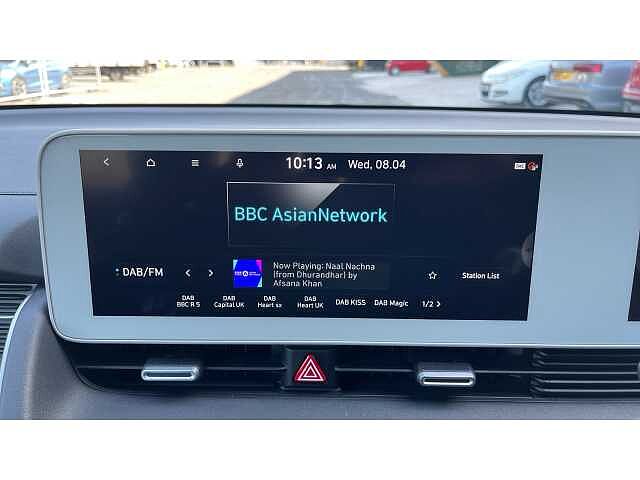 10:13 AM Wed, 08.04
BBC AsianNetwork
DAB/FM
Now Playing: Naal Nachna
(from Dhurandhar) by
Afsana Khan
Station List
DAB
BBC R 5
DAB
Capital UK
DAB
Heart sx
DAB
Heart UK
DAB KISS
DAB Magic
1/2